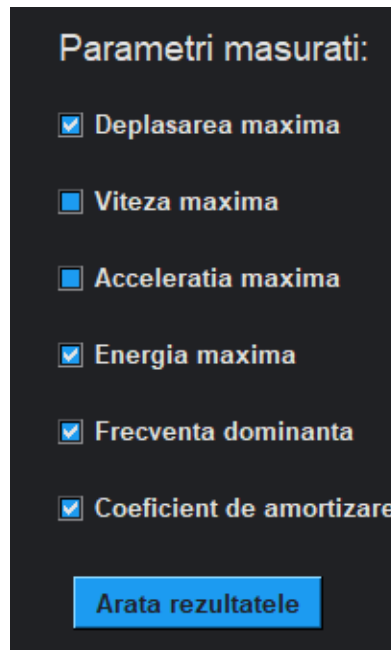 Parametri masurati:
Deplasarea maxima
Viteza maxima
Acceleratia maxima
Energia maxima
Frecventa dominanta
Coeficient de amortizare
Arata rezultatele